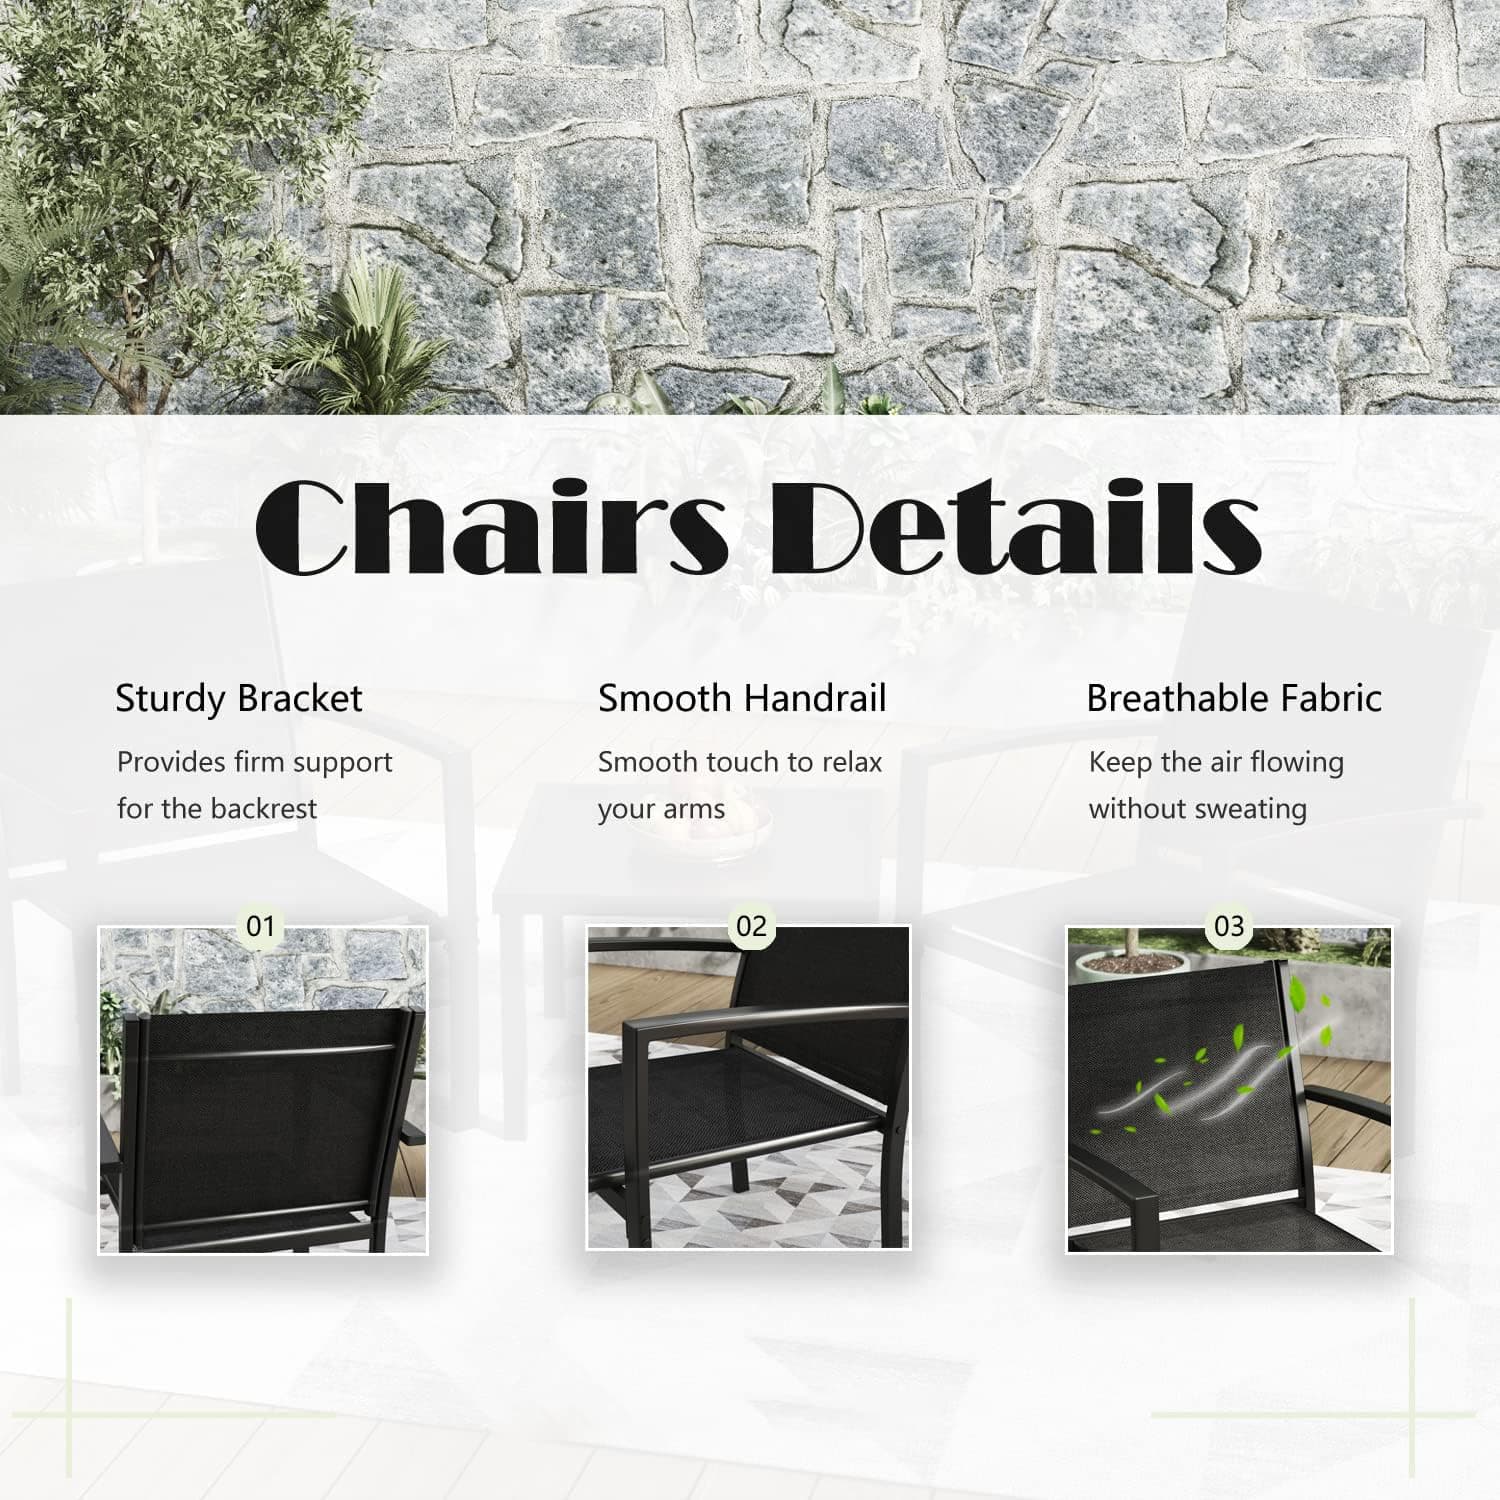 Chairs Details
Sturdy Bracket
Provides firm support
for the backrest
Smooth Handrail
Smooth touch to relax
your arms
Breathable Fabric
Keep the air flowing
without sweating
01
02
03